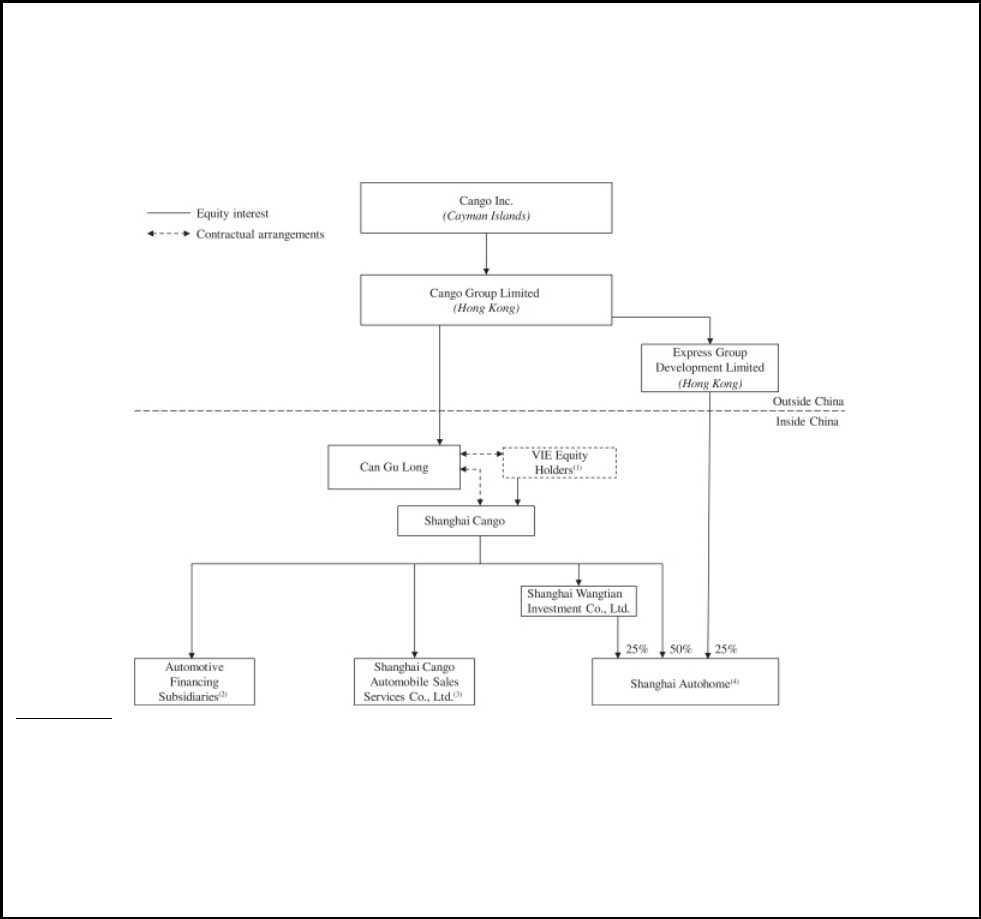 Cango Inc.
(Cayman Islands)
Equity interest
Contractual arrangements
Cango Group Limited
(Hong Kong)
Express Group
Development Limited
(Hong Kong)
Outside China
Inside China
Can Gu Long
VIE Equity
Holders(1)
Shanghai Cango
Shanghai Wangtian
Investment Co., Ltd.
25%
50%
25%
Automotive
Financing
Subsidiaries(2)
Shanghai Cango
Automobile Sales
Services Co., Ltd.(3)
Shanghai Autohome(4)